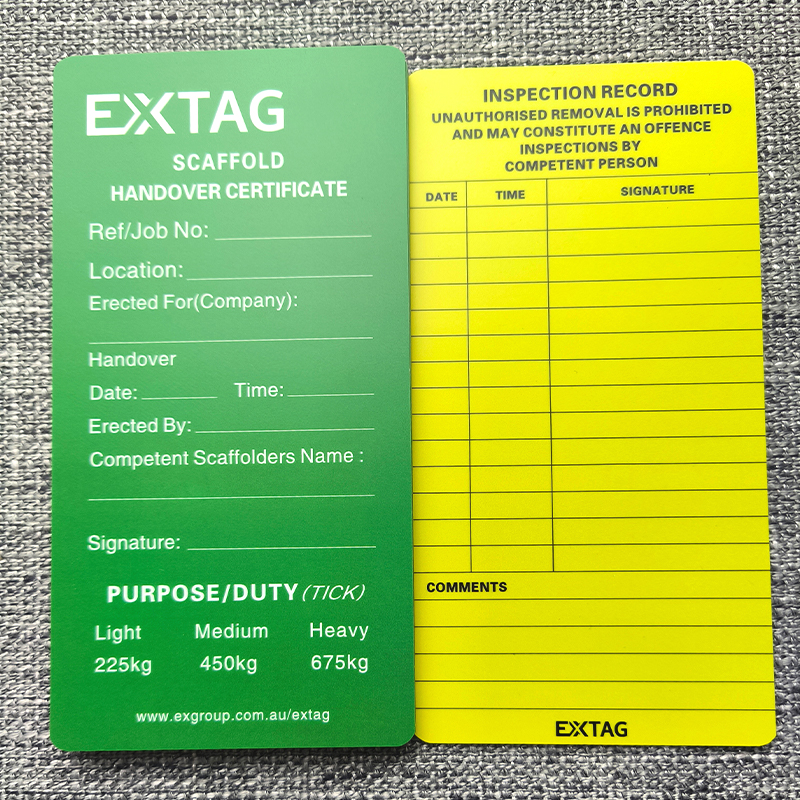 EXTAG
SCAFFOLD
HANDOVER CERTIFICATE
Ref/Job No:
Location:
Erected For(Company):
Handover
Date: Time:
Erected By:
Competent Scaffolders Name :
Signature:
PURPOSE/DUTY (TICK)
Light Medium Heavy
225kg 450kg 675kg
www.exgroup.com.au/extag
INSPECTION RECORD
UNAUTHORISED REMOVAL IS PROHIBITED
AND MAY CONSTITUTE AN OFFENCE
INSPECTIONS BY
COMPETENT PERSON
DATE TIME SIGNATURE
COMMENTS
EXTAG